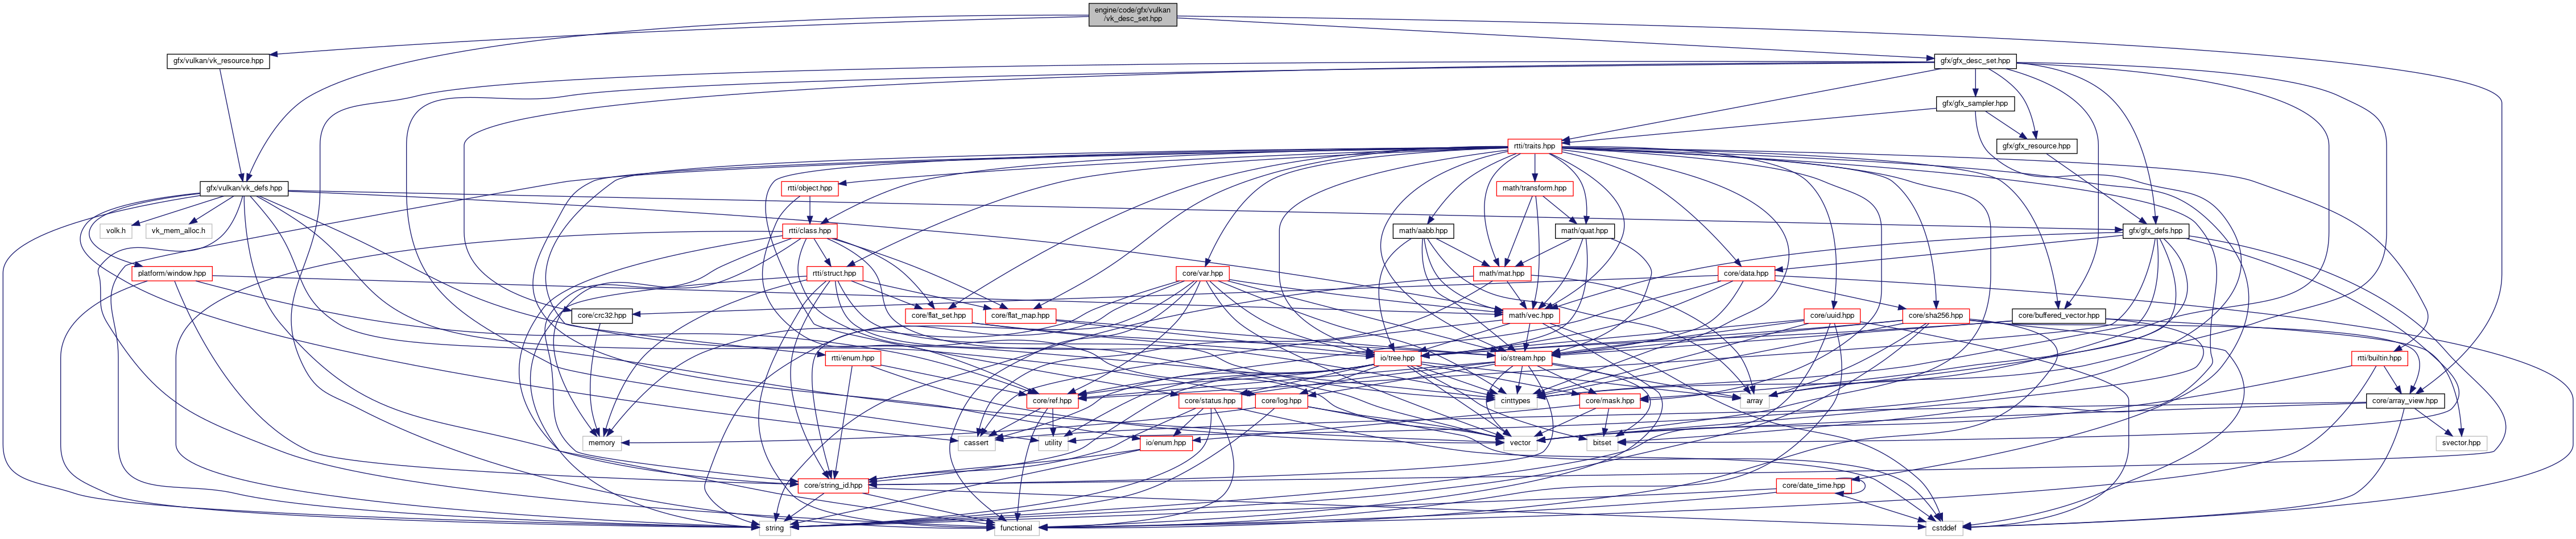 engine/code/gfx/vulkan
/vk_desc_set.hpp
gfx/vulkan/vk_resource.hpp
gfx/gfx_desc_set.hpp
gfx/gfx_sampler.hpp
rtti/traits.hpp
gfx/gfx_resource.hpp
gfx/vulkan/vk_defs.hpp
rtti/object.hpp
math/transform.hpp
volk.h
vk_mem_alloc.h
rtti/class.hpp
math/aabb.hpp
math/quat.hpp
gfx/gfx_defs.hpp
platform/window.hpp
rtti/struct.hpp
core/var.hpp
math/mat.hpp
core/data.hpp
core/crc32.hpp
core/flat_set.hpp
core/flat_map.hpp
math/vec.hpp
core/uuid.hpp
core/sha256.hpp
core/buffered_vector.hpp
rtti/enum.hpp
io/tree.hpp
io/stream.hpp
rtti/builtin.hpp
core/ref.hpp
core/status.hpp
core/log.hpp
cinttypes
core/mask.hpp
array
core/array_view.hpp
memory
cassert
utility
io/enum.hpp
vector
bitset
svector.hpp
core/string_id.hpp
core/date_time.hpp
string
functional
cstddef